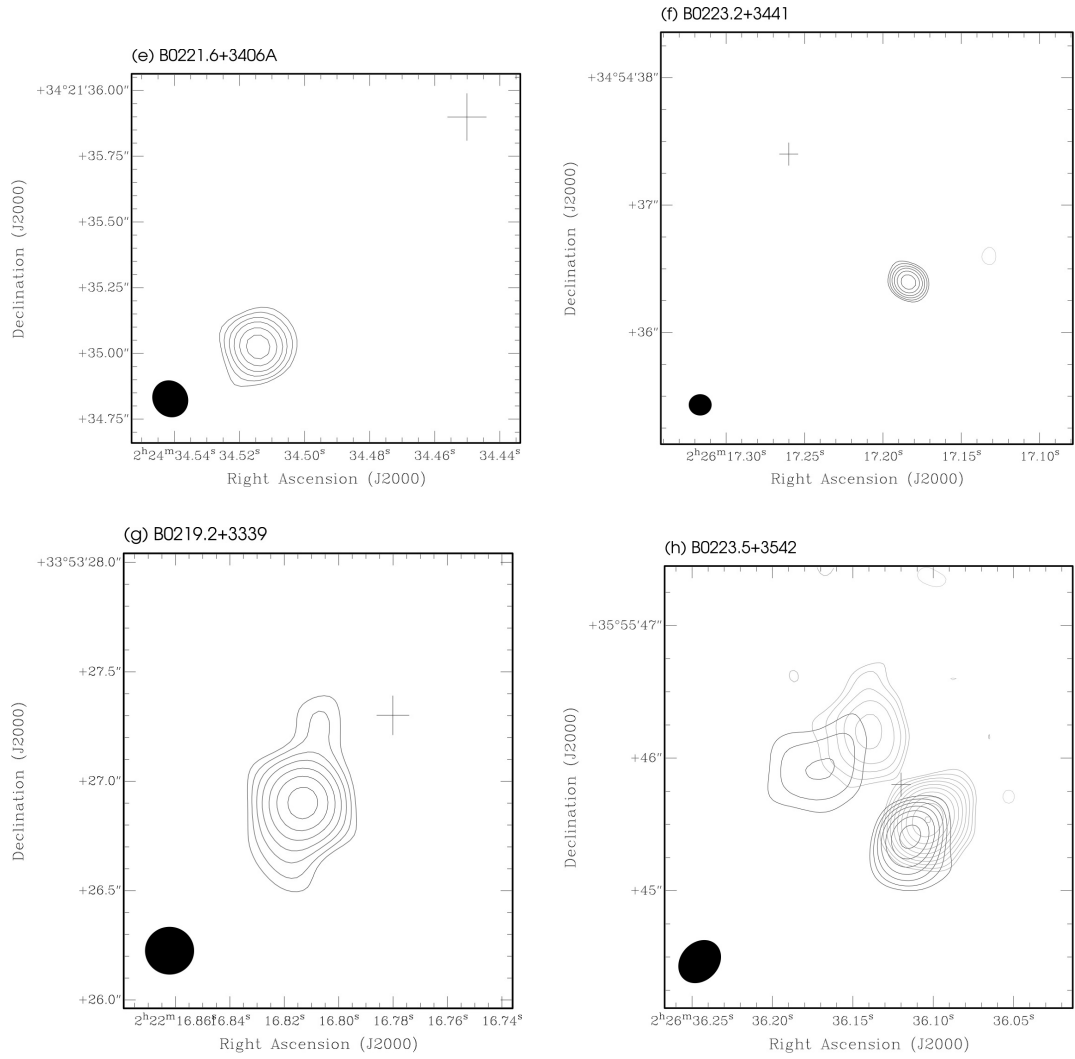 (e) B0221.6+3406A
+34°21′36.00″
+35.75″
+35.50″
+35.25″
+35.00″
+34.75″
Declination (J2000)
2ʰ24ᵐ34.54ˢ 34.52ˢ 34.50ˢ 34.48ˢ 34.46ˢ 34.44ˢ
Right Ascension (J2000)
(f) B0223.2+3441
+34°54′38″
+37″
+36″
Declination (J2000)
2ʰ26ᵐ17.30ˢ 17.25ˢ 17.20ˢ 17.15ˢ 17.10ˢ
Right Ascension (J2000)
(g) B0219.2+3339
+33°53′28.0″
+27.5″
+27.0″
+26.5″
+26.0″
Declination (J2000)
2ʰ22ᵐ16.86ˢ 16.84ˢ 16.82ˢ 16.80ˢ 16.78ˢ 16.76ˢ 16.74ˢ
Right Ascension (J2000)
(h) B0223.5+3542
+35°55′47″
+46″
+45″
Declination (J2000)
2ʰ26ᵐ36.25ˢ 36.20ˢ 36.15ˢ 36.10ˢ 36.05ˢ
Right Ascension (J2000)